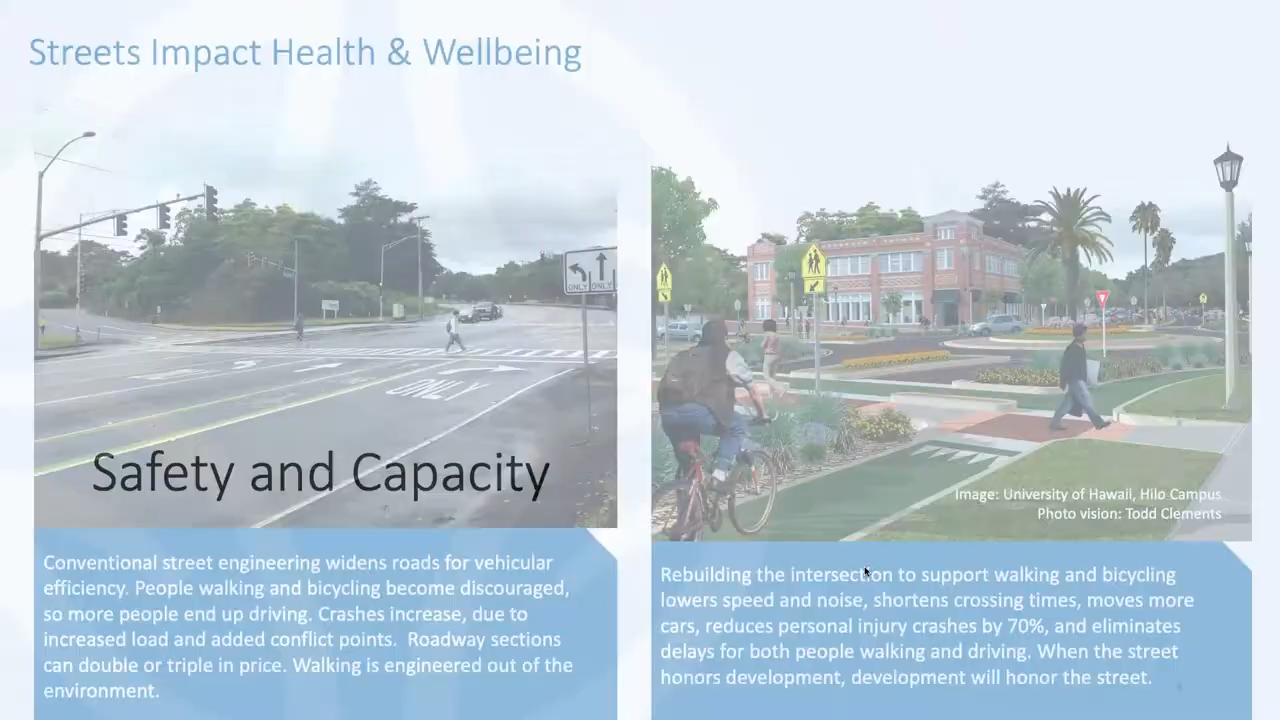 Streets Impact Health & Wellbeing
ONLY ONLY
ONLY
Safety and Capacity
Conventional street engineering widens roads for vehicular
efficiency. People walking and bicycling become discouraged,
so more people end up driving. Crashes increase, due to
increased load and added conflict points. Roadway sections
can double or triple in price. Walking is engineered out of the
environment.
Image: University of Hawaii, Hilo Campus
Photo vision: Todd Clements
Rebuilding the intersection to support walking and bicycling
lowers speed and noise, shortens crossing times, moves more
cars, reduces personal injury crashes by 70%, and eliminates
delays for both people walking and driving. When the street
honors development, development will honor the street.